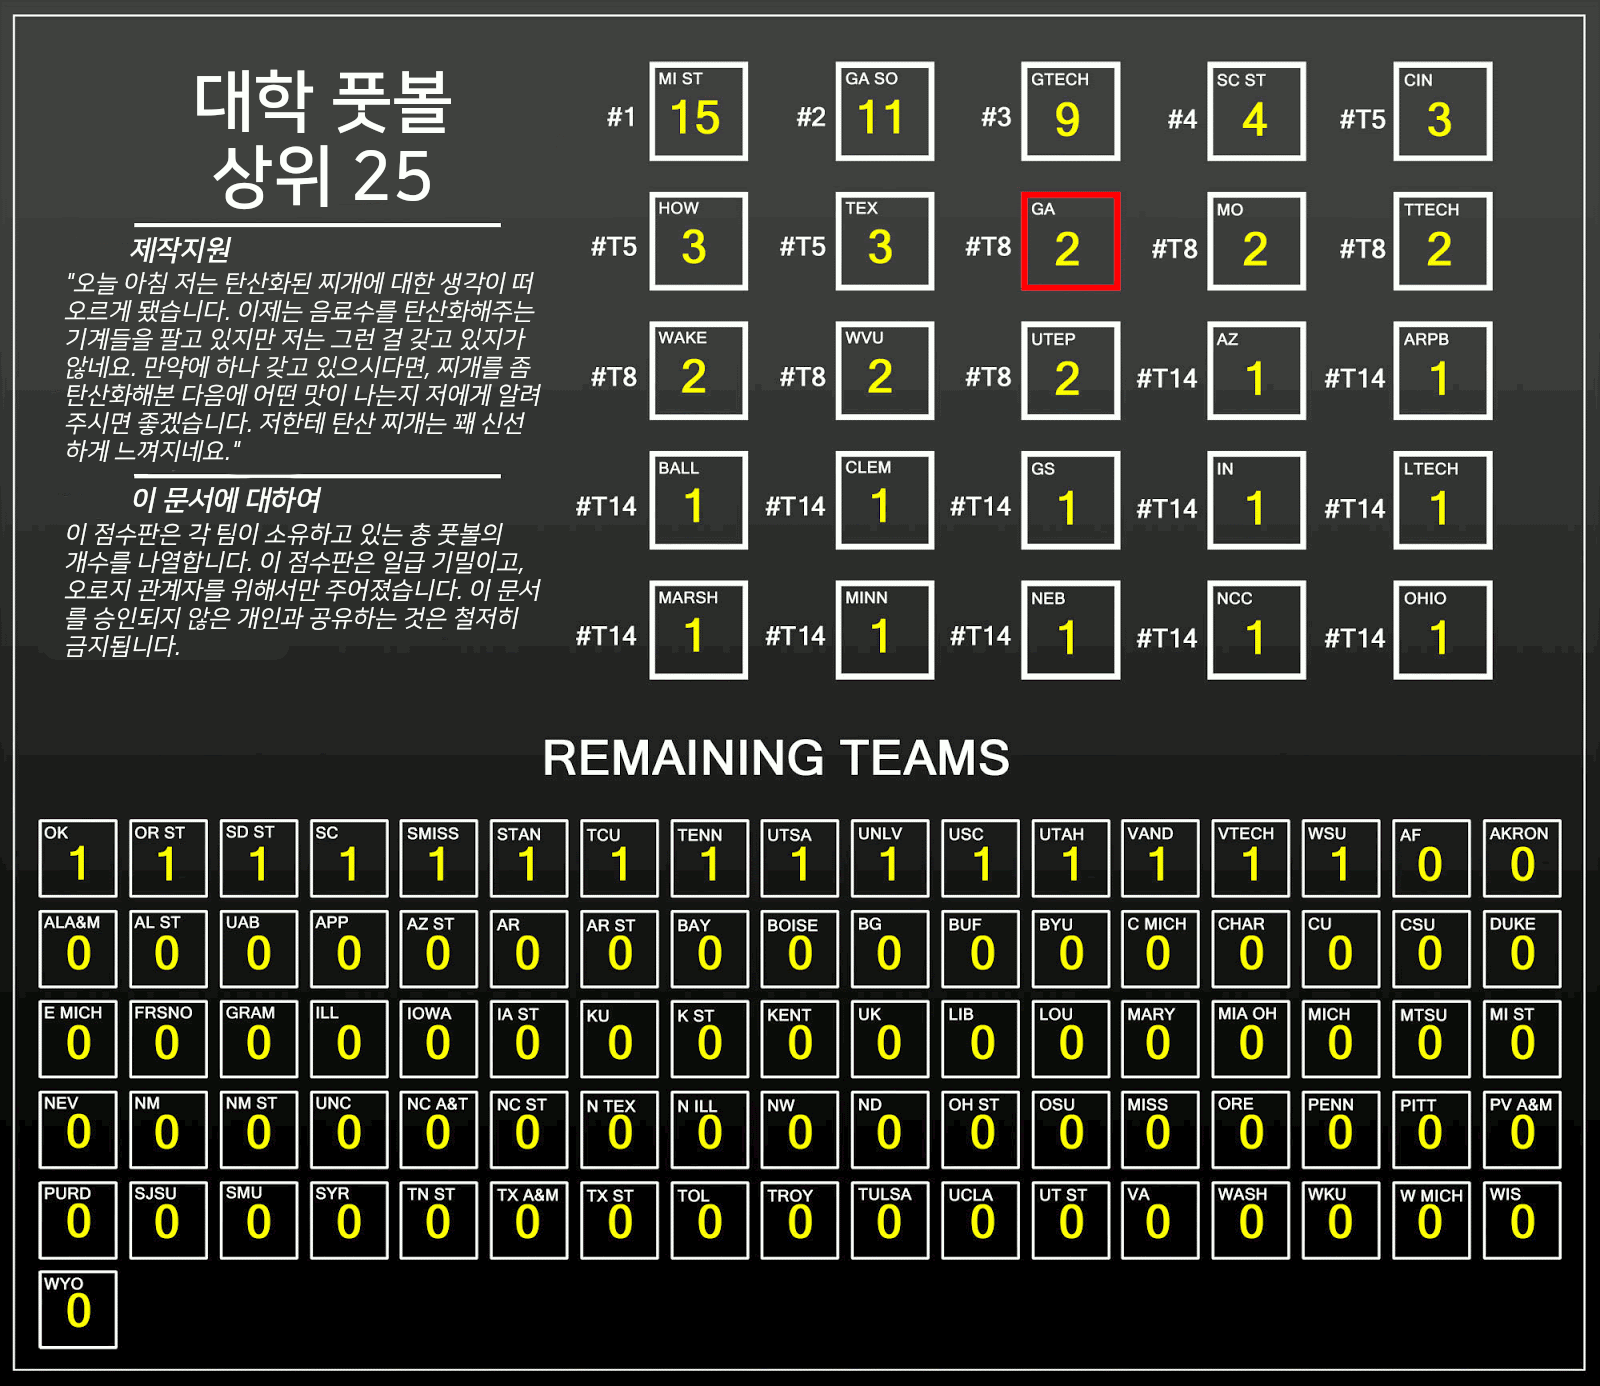 대학 풋볼
상위 25
제작지원
"오늘 아침 저는 탄산화된 찌개에 대한 생각이 떠
오르게 됐습니다. 이제는 음료수를 탄산화해주는
기계들을 팔고 있지만 저는 그런 걸 갖고 있지가
않네요. 만약에 하나 갖고 있으시다면, 찌개를 좀
탄산화해본 다음에 어떤 맛이 나는지 저에게 알려
주시면 좋겠습니다. 저한테 탄산 찌개는 꽤 신선
하게 느껴지네요."
이 문서에 대하여
이 점수판은 각 팀이 소유하고 있는 총 풋볼의
개수를 나열합니다. 이 점수판은 일급 기밀이고,
오로지 관계자를 위해서만 주어졌습니다. 이 문서
를 승인되지 않은 개인과 공유하는 것은 철저히
금지됩니다.
#1 MI ST 15 #2 GA SO 11 #3 GTECH 9 #4 SC ST 4 #T5 CIN 3
#T5 HOW 3 #T5 TEX 3 #T8 GA 2 #T8 MO 2 #T8 TTECH 2
#T8 WAKE 2 #T8 WVU 2 #T8 UTEP 2 #T14 AZ 1 #T14 ARPB 1
#T14 BALL 1 #T14 CLEM 1 #T14 GS 1 #T14 IN 1 #T14 LTECH 1
#T14 MARSH 1 #T14 MINN 1 #T14 NEB 1 #T14 NCC 1 #T14 OHIO 1
REMAINING TEAMS
OK 1 OR ST 1 SD ST 1 SC 1 SMISS 1 STAN 1 TCU 1 TENN 1 UTSA 1 UNLV 1 USC 1 UTAH 1 VAND 1 VTECH 1 WSU 1 AF 0 AKRON 0
ALA&M 0 AL ST 0 UAB 0 APP 0 AZ ST 0 AR 0 AR ST 0 BAY 0 BOISE 0 BG 0 BUF 0 BYU 0 C MICH 0 CHAR 0 CU 0 CSU 0 DUKE 0
E MICH 0 FRSNO 0 GRAM 0 ILL 0 IOWA 0 IA ST 0 KU 0 K ST 0 KENT 0 UK 0 LIB 0 LOU 0 MARY 0 MIA OH 0 MICH 0 MTSU 0 MI ST 0
NEV 0 NM 0 NM ST 0 UNC 0 NC A&T 0 NC ST 0 N TEX 0 N ILL 0 NW 0 ND 0 OH ST 0 OSU 0 MISS 0 ORE 0 PENN 0 PITT 0 PV A&M 0
PURD 0 SJSU 0 SMU 0 SYR 0 TN ST 0 TX A&M 0 TX ST 0 TOL 0 TROY 0 TULSA 0 UCLA 0 UT ST 0 VA 0 WASH 0 WKU 0 W MICH 0 WIS 0
WYO 0